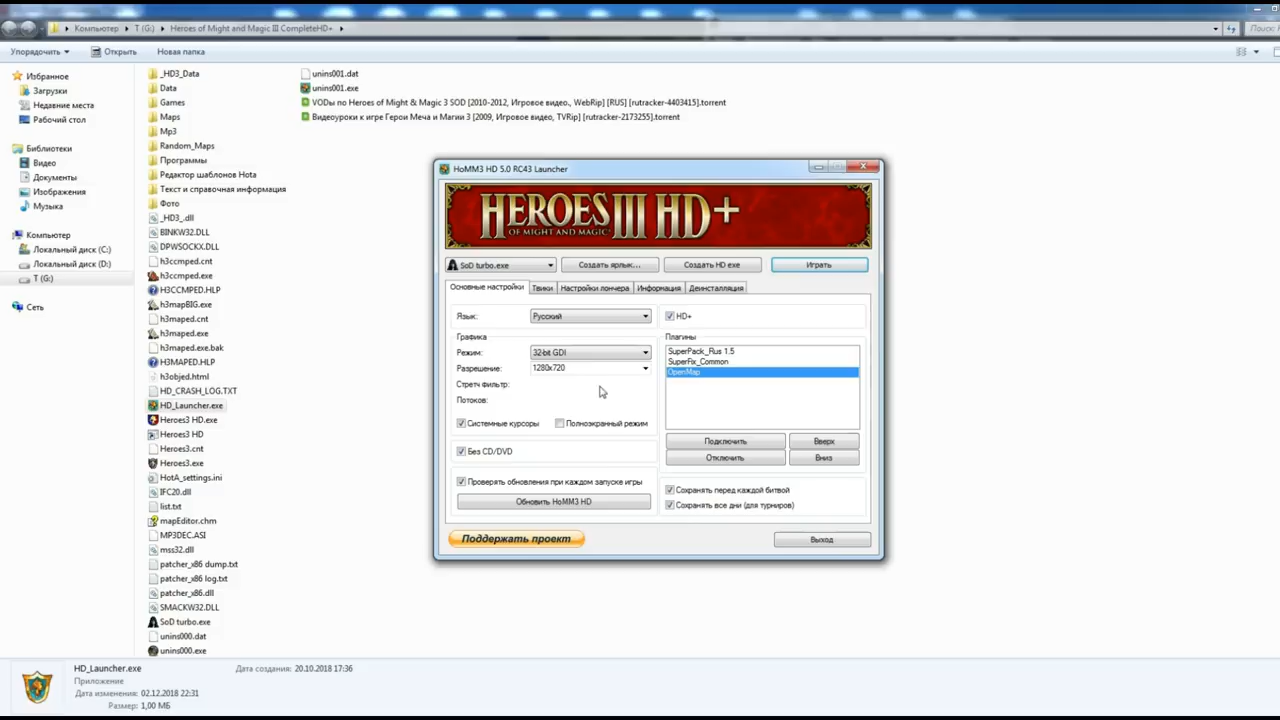 Компьютер ▸ T (G:) ▸ Heroes of Might and Magic III CompleteHD+ ▸
Поиск:
Упорядочить
Открыть
Новая папка
Избранное
Загрузки
Недавние места
Рабочий стол
Библиотеки
Видео
Документы
Изображения
Музыка
Компьютер
Локальный диск (C:)
Локальный диск (D:)
T (G:)
Сеть
_HD3_Data
Data
Games
Maps
Mp3
Random_Maps
Программы
Редактор шаблонов Hota
Текст и справочная информация
Фото
_HD3_.dll
BINKW32.DLL
DPWSOCKX.DLL
h3ccmped.cnt
h3ccmped.exe
H3CCMPED.HLP
h3mapBIG.exe
h3maped.cnt
h3maped.exe
h3maped.exe.bak
H3MAPED.HLP
h3objed.html
HD_CRASH_LOG.TXT
HD_Launcher.exe
Heroes3 HD.exe
Heroes3 HD
Heroes3.cnt
Heroes3.exe
HotA_settings.ini
IFC20.dll
list.txt
mapEditor.chm
MP3DEC.ASI
mss32.dll
patcher_x86 dump.txt
patcher_x86 log.txt
patcher_x86.dll
SMACKW32.DLL
SoD turbo.exe
unins000.dat
unins000.exe
unins001.dat
unins001.exe
VODы по Heroes of Might & Magic 3 SOD [2010-2012, Игровое видео., WebRip] [RUS] [rutracker-4403415].torrent
Видеоуроки к игре Герои Меча и Магии 3 [2009, Игровое видео, TVRip) [rutracker-2173255].torrent
HoMM3 HD 5.0 RC43 Launcher
HEROES III HD+
OF MIGHT AND MAGIC
SoD turbo.exe
Создать ярлык...
Создать HD exe
Играть
Основные настройки
Твики
Настройки лончера
Информация
Деинсталляция
Язык:
Русский
HD+
Графика
Режим:
32-bit GDI
Разрешение:
1280x720
Стретч фильтр:
Потоков:
Системные курсоры
Полноэкранный режим
Без CD/DVD
Проверять обновления при каждом запуске игры
Обновить HoMM3 HD
Плагины
SuperPack_Rus 1.5
SuperFix_Common
OpenMap
Подключить
Вверх
Отключить
Вниз
Сохранять перед каждой битвой
Сохранять все дни (для турниров)
Поддержать проект
Выход
HD_Launcher.exe
Приложение
Дата изменения: 02.12.2018 22:31
Размер: 1,00 МБ
Дата создания: 20.10.2018 17:36